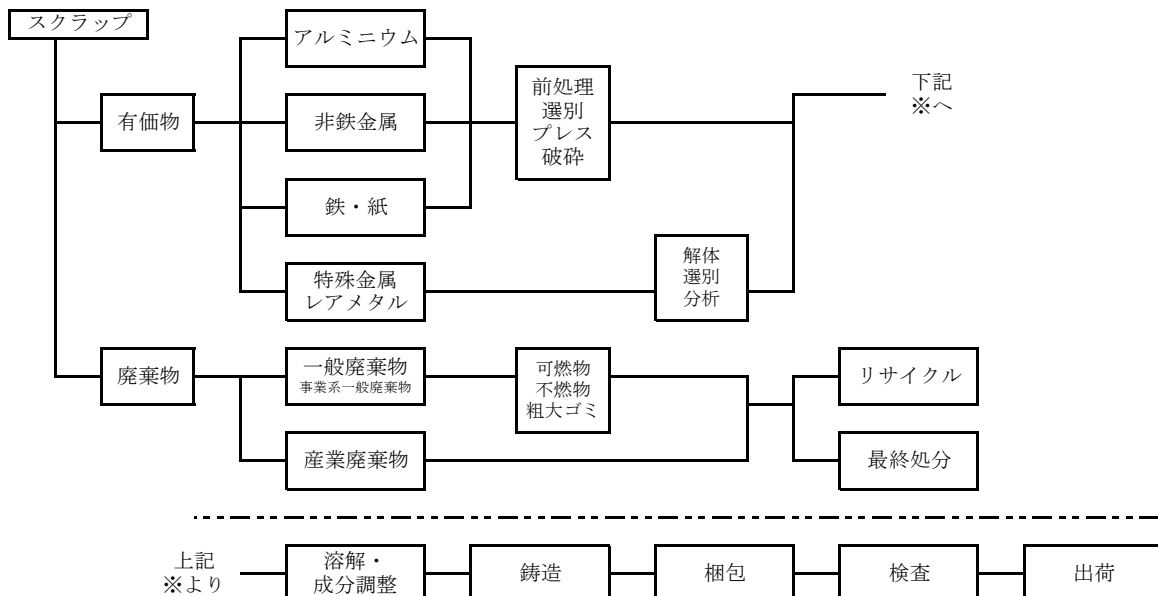 スクラップ
有価物
アルミニウム
非鉄金属
鉄・紙
特殊金属
レアメタル
前処理
選別
プレス
破砕
解体
選別
分析
下記
※へ
廃棄物
一般廃棄物
事業系一般廃棄物
産業廃棄物
可燃物
不燃物
粗大ゴミ
リサイクル
最終処分
上記
※より
溶解・
成分調整
鋳造
梱包
検査
出荷